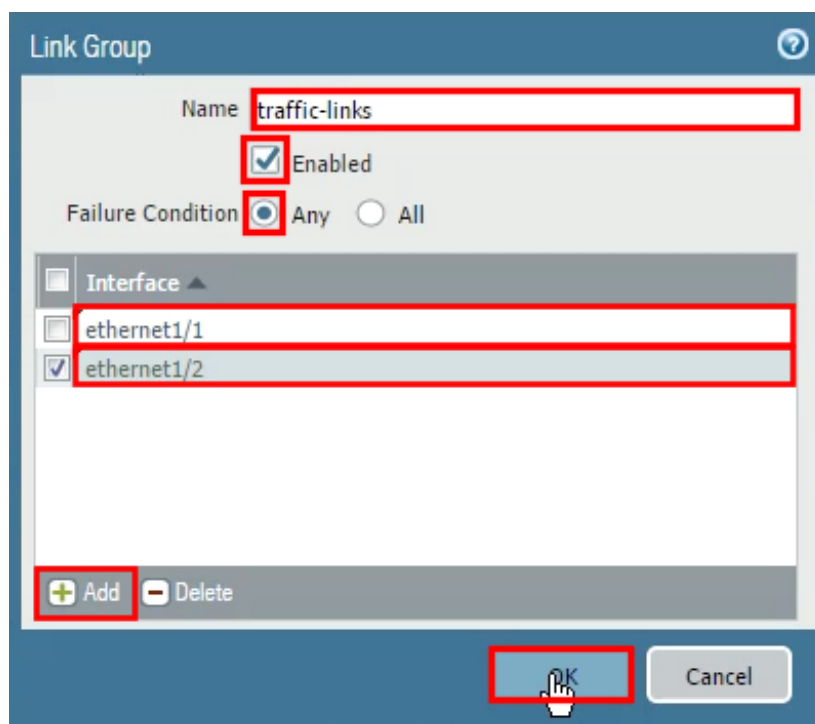 Link Group
Name traffic-links
Enabled
Failure Condition Any All
Interface
ethernet1/1
ethernet1/2
Add Delete
OK Cancel